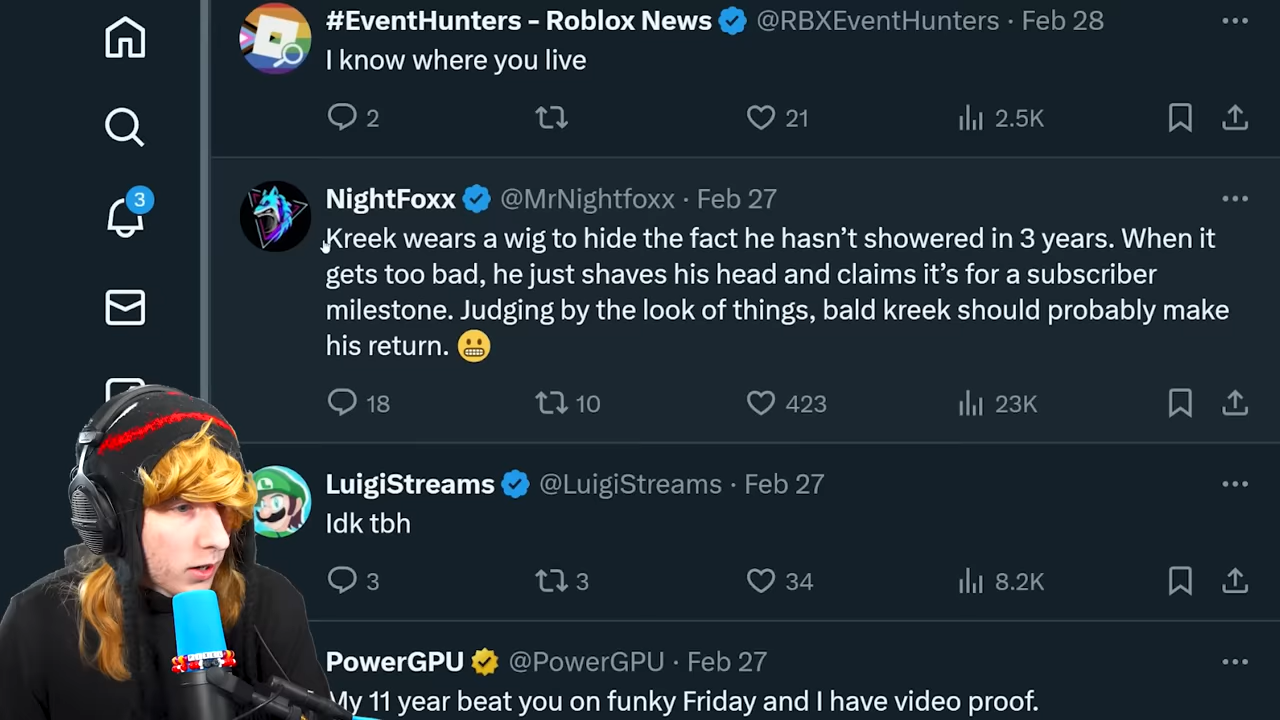 #EventHunters - Roblox News @RBXEventHunters · Feb 28
I know where you live
2 21 2.5K
3
NightFoxx @MrNightfoxx · Feb 27
Kreek wears a wig to hide the fact he hasn’t showered in 3 years. When it
gets too bad, he just shaves his head and claims it’s for a subscriber
milestone. Judging by the look of things, bald kreek should probably make
his return. 😬
18 10 423 23K
LuigiStreams @LuigiStreams · Feb 27
Idk tbh
3 3 34 8.2K
PowerGPU @PowerGPU · Feb 27
My 11 year beat you on funky Friday and I have video proof.